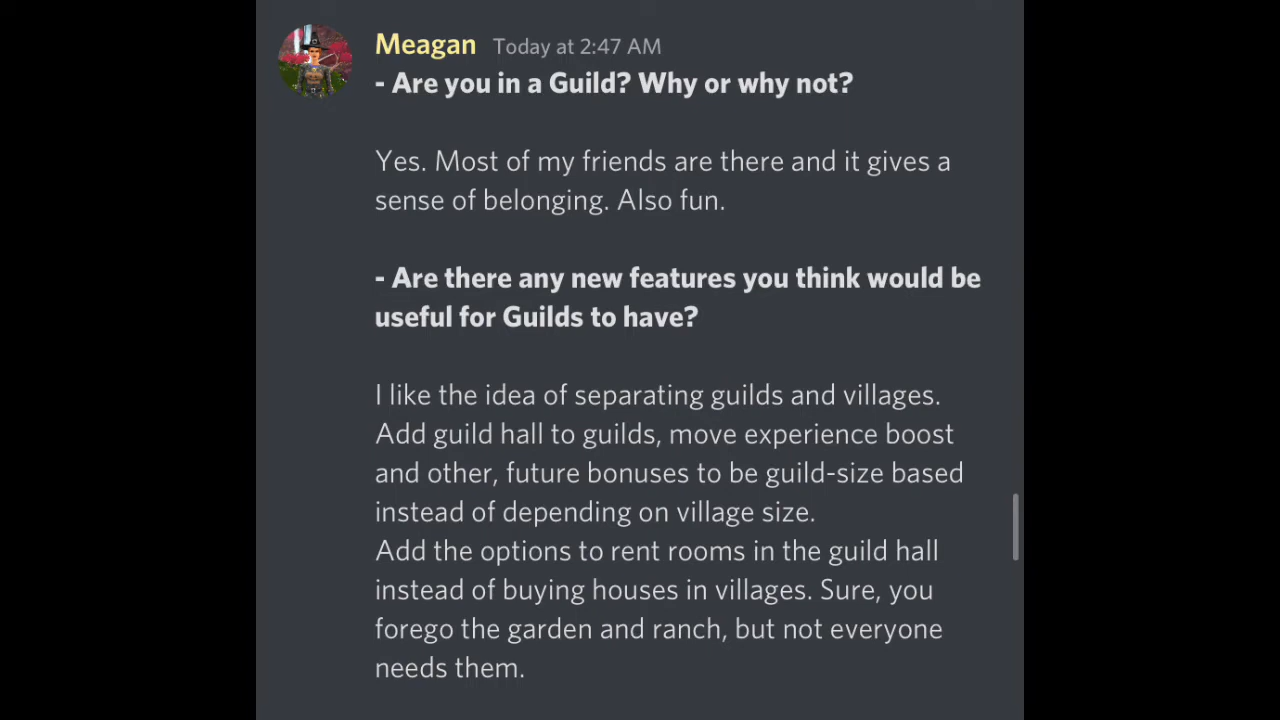 Meagan Today at 2:47 AM
- Are you in a Guild? Why or why not?
Yes. Most of my friends are there and it gives a
sense of belonging. Also fun.
- Are there any new features you think would be
useful for Guilds to have?
I like the idea of separating guilds and villages.
Add guild hall to guilds, move experience boost
and other, future bonuses to be guild-size based
instead of depending on village size.
Add the options to rent rooms in the guild hall
instead of buying houses in villages. Sure, you
forego the garden and ranch, but not everyone
needs them.